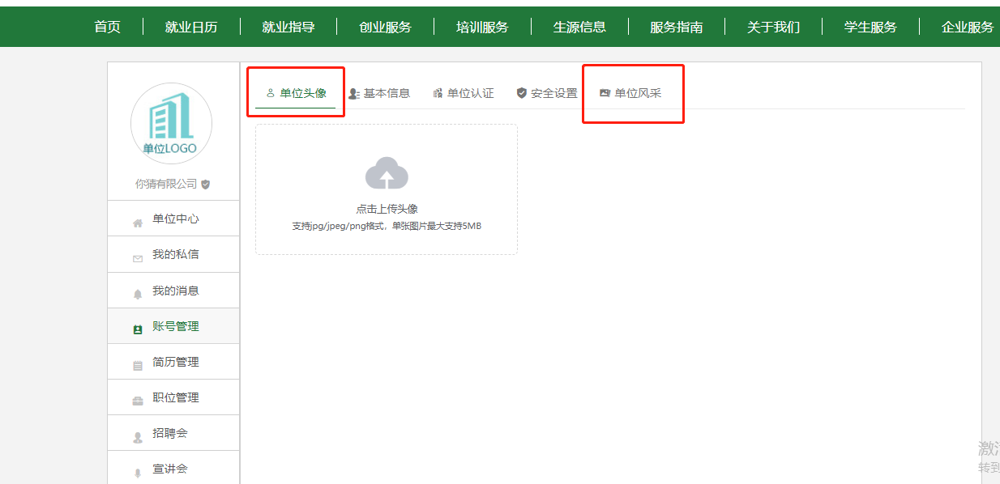 首页 就业日历 就业指导 创业服务 培训服务 生源信息 服务指南 关于我们 学生服务 企业服务
单位头像 基本信息 单位认证 安全设置 单位风采
单位LOGO
你猜有限公司
单位中心
我的私信
我的消息
账号管理
简历管理
职位管理
招聘会
宣讲会
点击上传头像
支持jpg/jpeg/png格式，单张图片最大支持5MB
转到